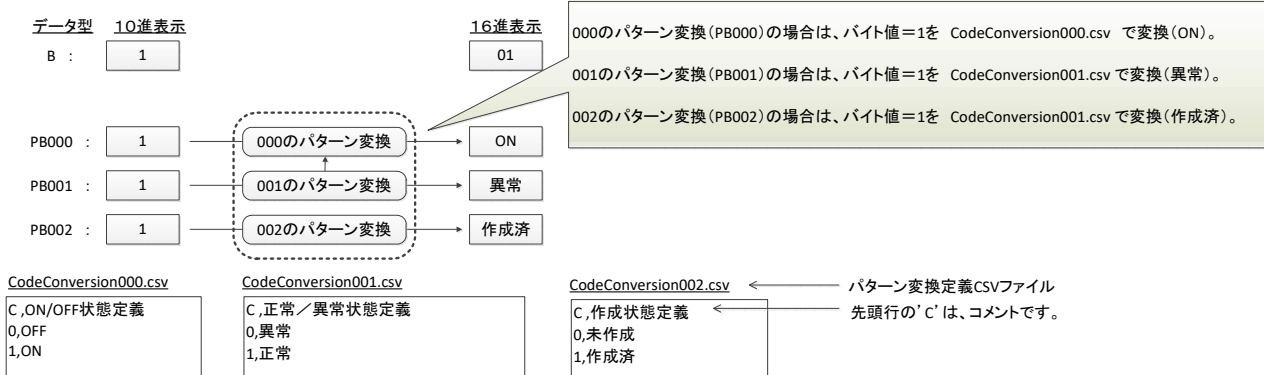 データ型 10進表示 16進表示
B : 1 01
000のパターン変換（PB000）の場合は、バイト値＝1を CodeConversion000.csv で変換（ON）。
001のパターン変換（PB001）の場合は、バイト値＝1を CodeConversion001.csv で変換（異常）。
002のパターン変換（PB002）の場合は、バイト値＝1を CodeConversion001.csv で変換（作成済）。
PB000 : 1 000のパターン変換 ON
PB001 : 1 001のパターン変換 異常
PB002 : 1 002のパターン変換 作成済
CodeConversion000.csv
C ,ON/OFF状態定義
0,OFF
1,ON
CodeConversion001.csv
C ,正常／異常状態定義
0,異常
1,正常
CodeConversion002.csv
C ,作成状態定義
0,未作成
1,作成済
パターン変換定義CSVファイル
先頭行の’C’は、コメントです。